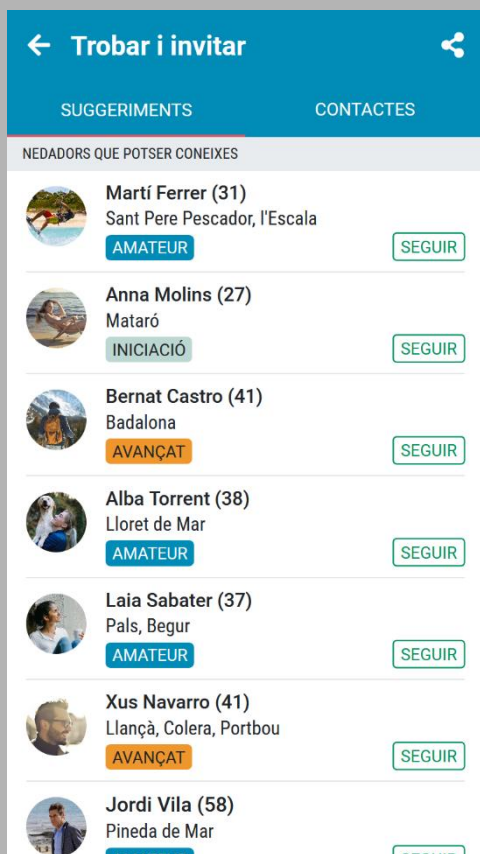 Trobar i invitar
SUGGERIMENTS
CONTACTES
NEDADORS QUE POTSER CONEIXES
Martí Ferrer (31)
Sant Pere Pescador, l'Escala
AMATEUR
SEGUIR
Anna Molins (27)
Mataró
INICIACIÓ
SEGUIR
Bernat Castro (41)
Badalona
AVANÇAT
SEGUIR
Alba Torrent (38)
Lloret de Mar
AMATEUR
SEGUIR
Laia Sabater (37)
Pals, Begur
AMATEUR
SEGUIR
Xus Navarro (41)
Llançà, Colera, Portbou
AVANÇAT
SEGUIR
Jordi Vila (58)
Pineda de Mar